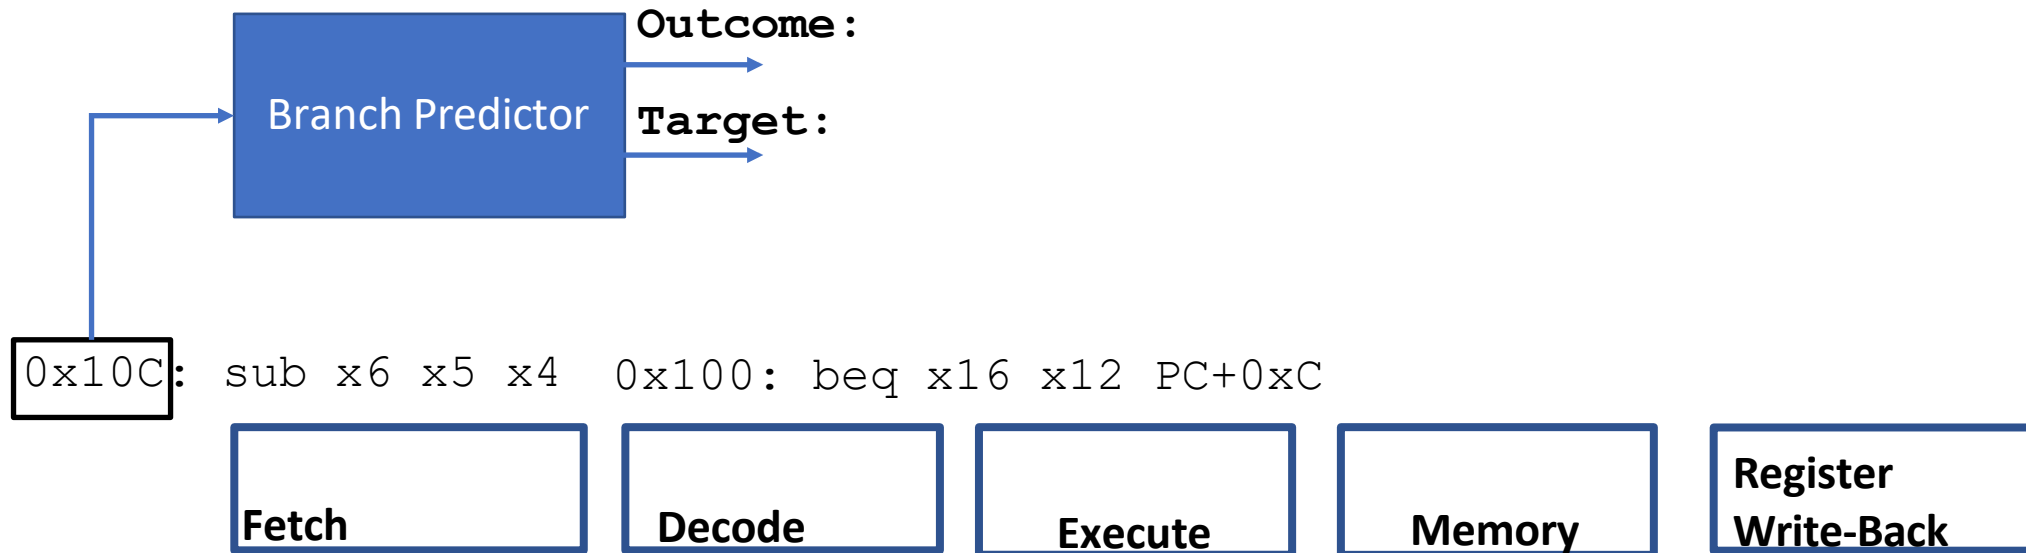 Outcome:
Branch Predictor
Target:
0x10C: sub x6 x5 x4
0x100: beq x16 x12 PC+0xC
Fetch
Decode
Execute
Memory
Register
Write-Back